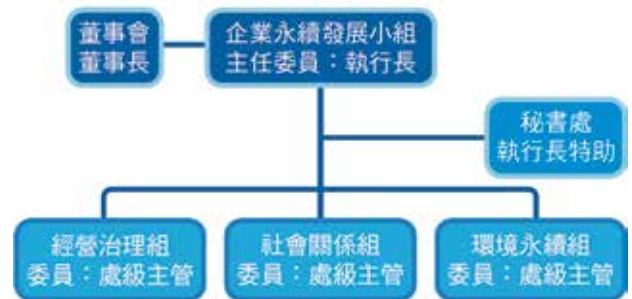 董事會
董事長
企業永續發展小組
主任委員：執行長
秘書處
執行長特助
經營治理組
委員：處級主管
社會關係組
委員：處級主管
環境永續組
委員：處級主管